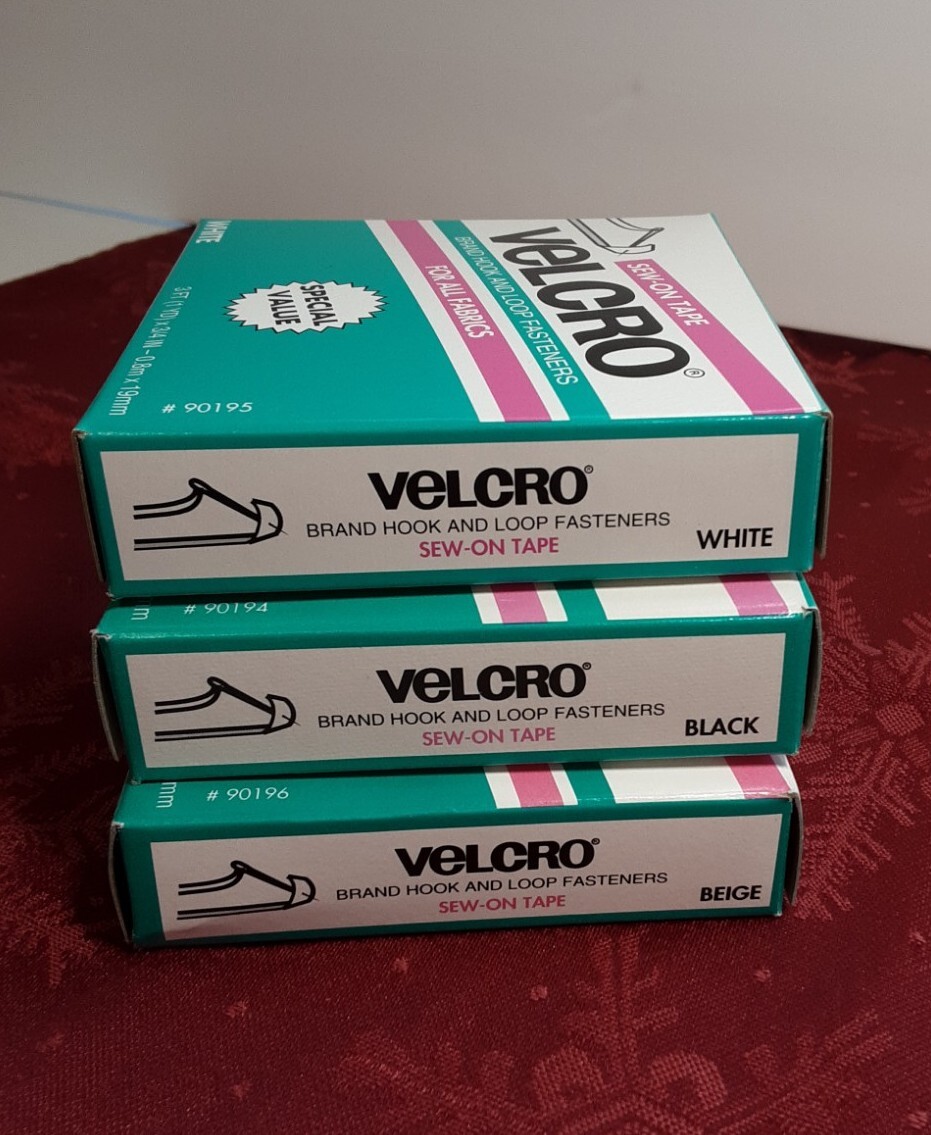 WHITE
SPECIAL
VALUE
3 FT (1 YD) x 3/4 IN ~ 0,8m x 19mm
# 90195
FOR ALL FABRICS
SEW-ON TAPE
VELCRO®
BRAND HOOK AND LOOP FASTENERS
VELCRO®
BRAND HOOK AND LOOP FASTENERS
SEW-ON TAPE
WHITE
m
# 90194
VELCRO®
BRAND HOOK AND LOOP FASTENERS
SEW-ON TAPE
BLACK
mm
# 90196
VELCRO®
BRAND HOOK AND LOOP FASTENERS
SEW-ON TAPE
BEIGE